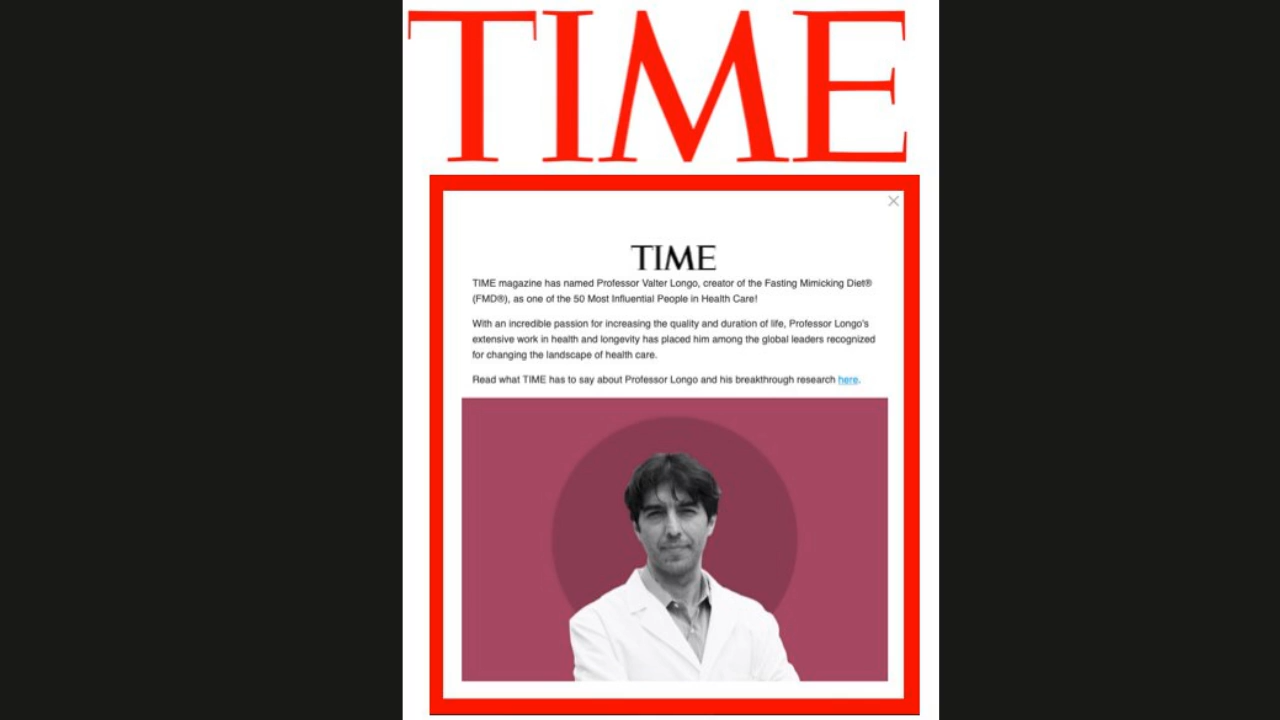 TIME
TIME
TIME magazine has named Professor Valter Longo, creator of the Fasting Mimicking Diet®
(FMD®), as one of the 50 Most Influential People in Health Care!
With an incredible passion for increasing the quality and duration of life, Professor Longo's
extensive work in health and longevity has placed him among the global leaders recognized
for changing the landscape of health care.
Read what TIME has to say about Professor Longo and his breakthrough research here.